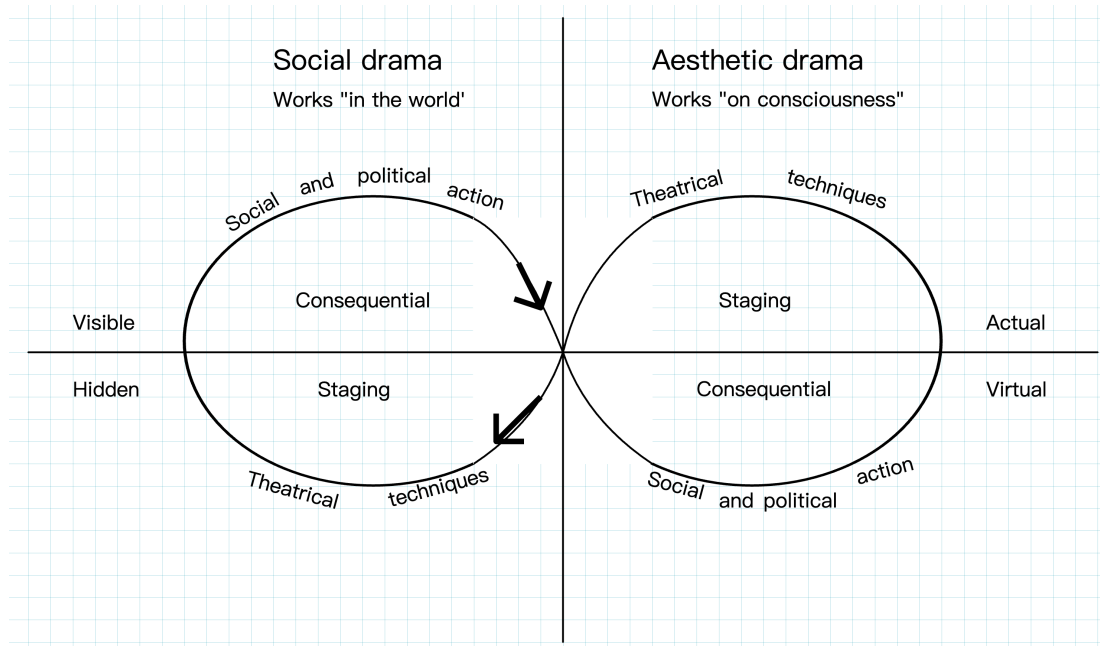 Social drama
Works "in the world'
Aesthetic drama
Works "on consciousness"
Social and political action
Theatrical techniques
Consequential
Staging
Visible
Actual
Hidden
Staging
Consequential
Virtual
Theatrical techniques
Social and political action